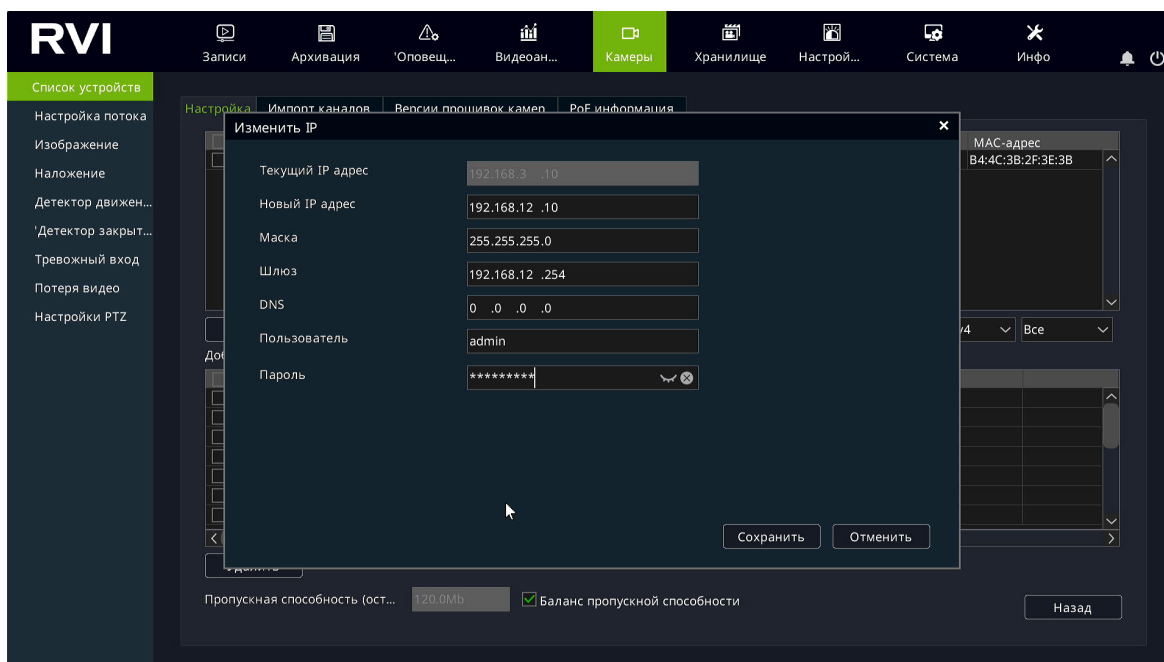 RVI
Записи
Архивация
'Оповещ...
Видеоан...
Камеры
Хранилище
Настрой...
Система
Инфо
Список устройств
Настройка потока
Изображение
Наложение
Детектор движен...
'Детектор закрыт...
Тревожный вход
Потеря видео
Настройки PTZ
Настройка
Импорт каналов
Версии прошивок камер
PoE информация
Изменить IP
Текущий IP адрес
192.168.3 .10
Новый IP адрес
192.168.12 .10
Маска
255.255.255.0
Шлюз
192.168.12 .254
DNS
0 .0 .0 .0
Пользователь
admin
Пароль
*********
Сохранить
Отменить
MAC-адрес
B4:4C:3B:2F:3E:3B
Все
Удалить
Пропускная способность (ост...
120.0Mb
Баланс пропускной способности
Назад